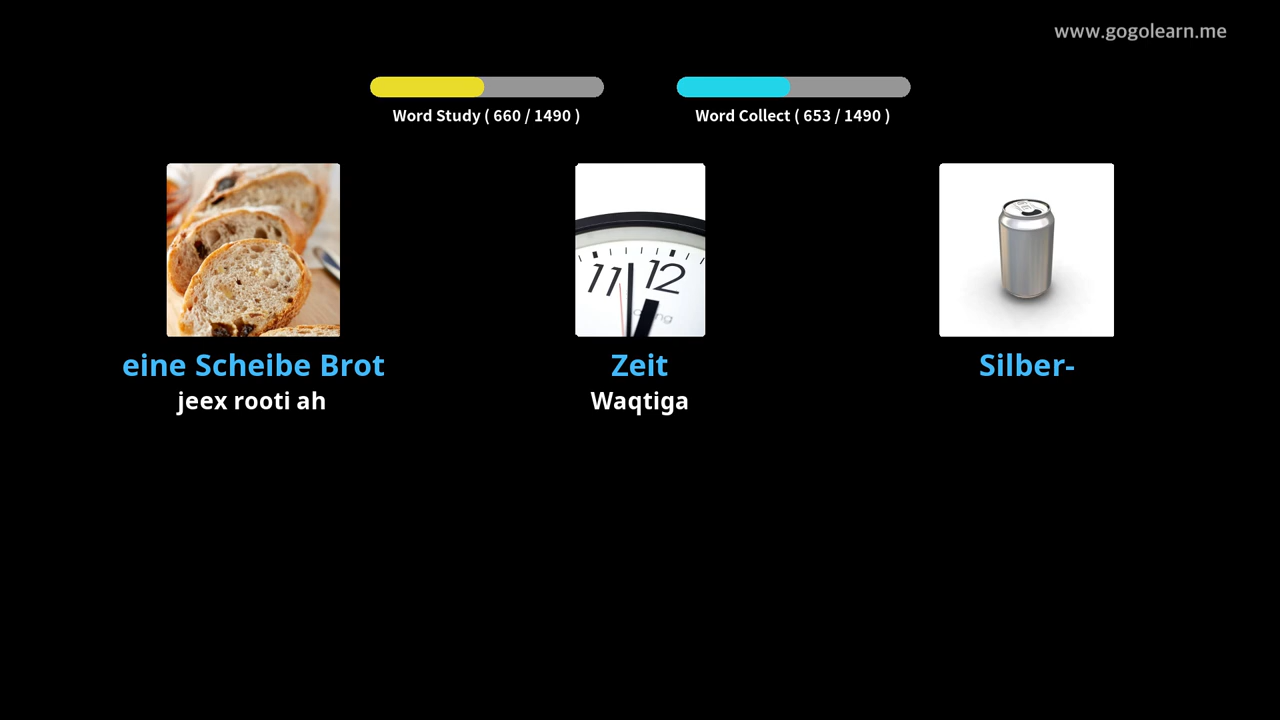 www.gogolearn.me
Word Study ( 660 / 1490 )
Word Collect ( 653 / 1490 )
11 12
eine Scheibe Brot
Zeit
Silber-
jeex rooti ah
Waqtiga